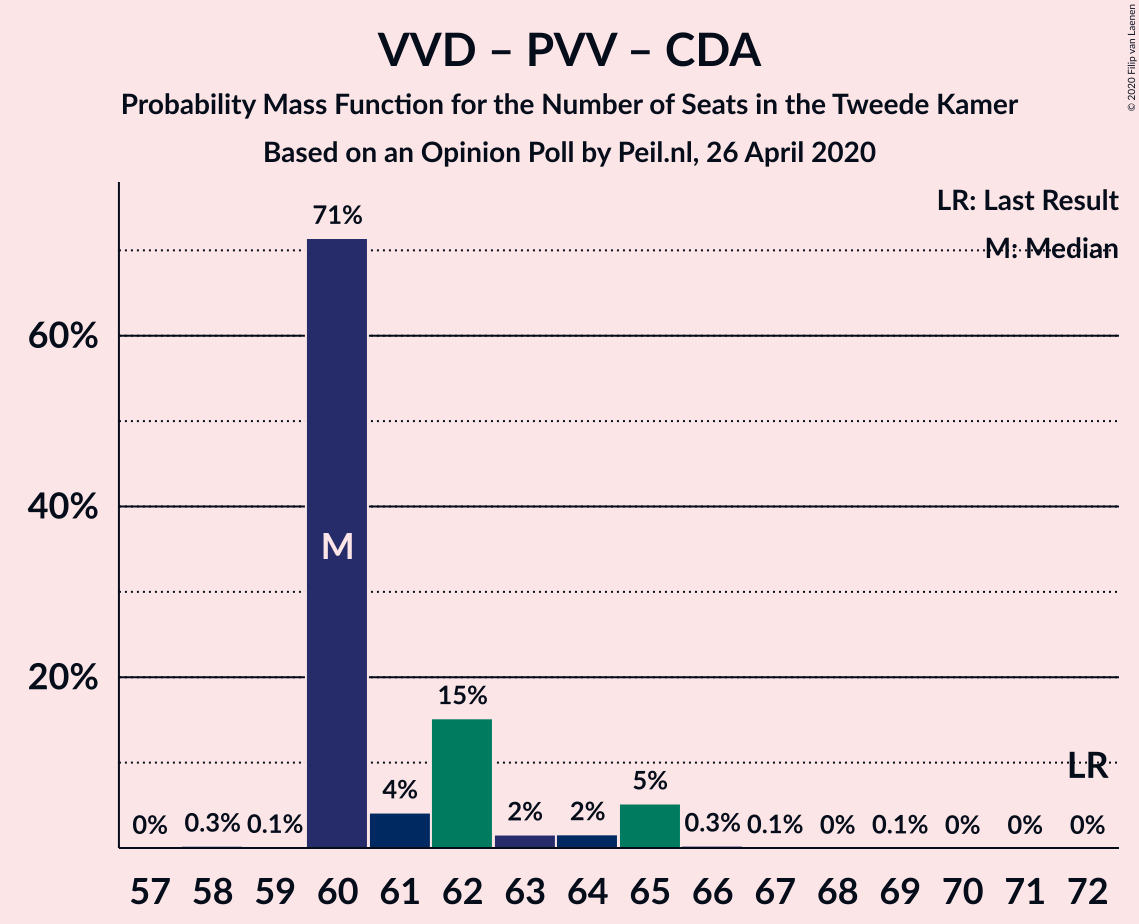 VVD – PVV – CDA
Probability Mass Function for the Number of Seats in the Tweede Kamer
Based on an Opinion Poll by Peil.nl, 26 April 2020
© 2020 Filip van Laenen
LR: Last Result
M: Median
60%
40%
20%
0% 0.3% 0.1% 71% 4% 15% 2% 2% 5% 0.3% 0.1% 0% 0.1% 0% 0% 0%
M
LR
57 58 59 60 61 62 63 64 65 66 67 68 69 70 71 72